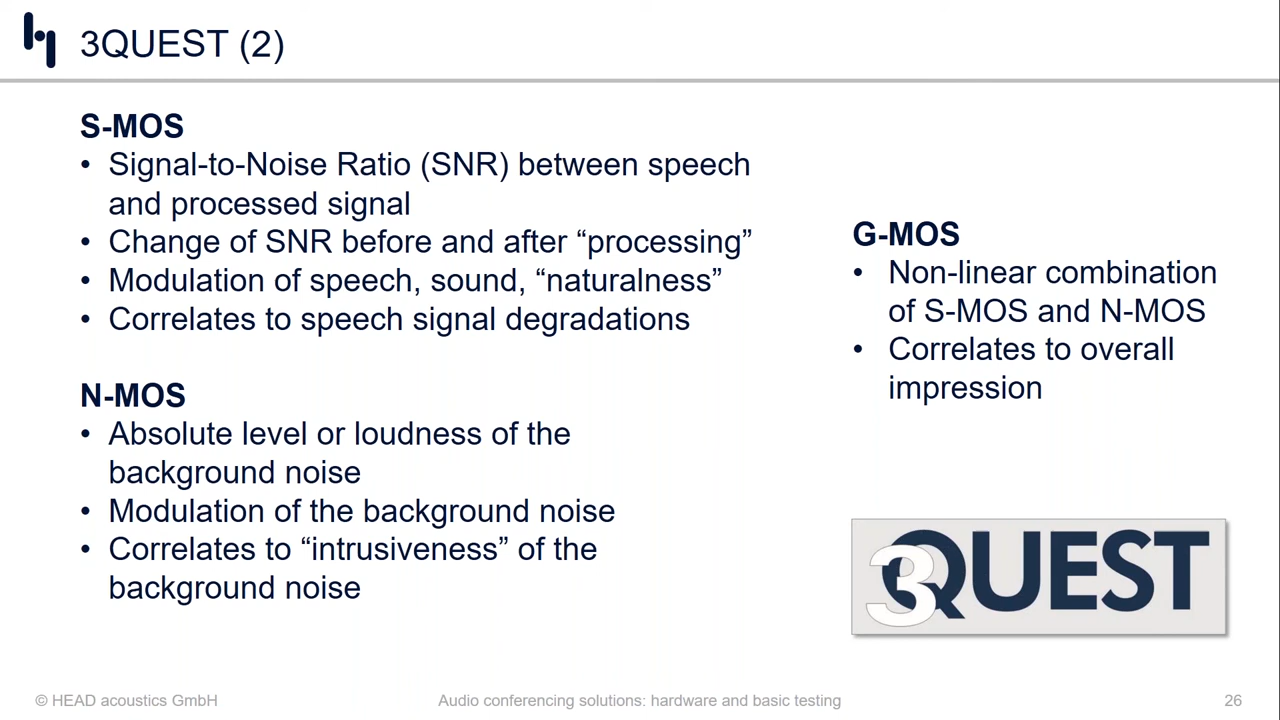 3QUEST (2)
S-MOS
• Signal-to-Noise Ratio (SNR) between speech
and processed signal
• Change of SNR before and after “processing”
• Modulation of speech, sound, “naturalness”
• Correlates to speech signal degradations
N-MOS
• Absolute level or loudness of the
background noise
• Modulation of the background noise
• Correlates to “intrusiveness” of the
background noise
G-MOS
• Non-linear combination
of S-MOS and N-MOS
• Correlates to overall
impression
3QUEST
© HEAD acoustics GmbH
Audio conferencing solutions: hardware and basic testing
26